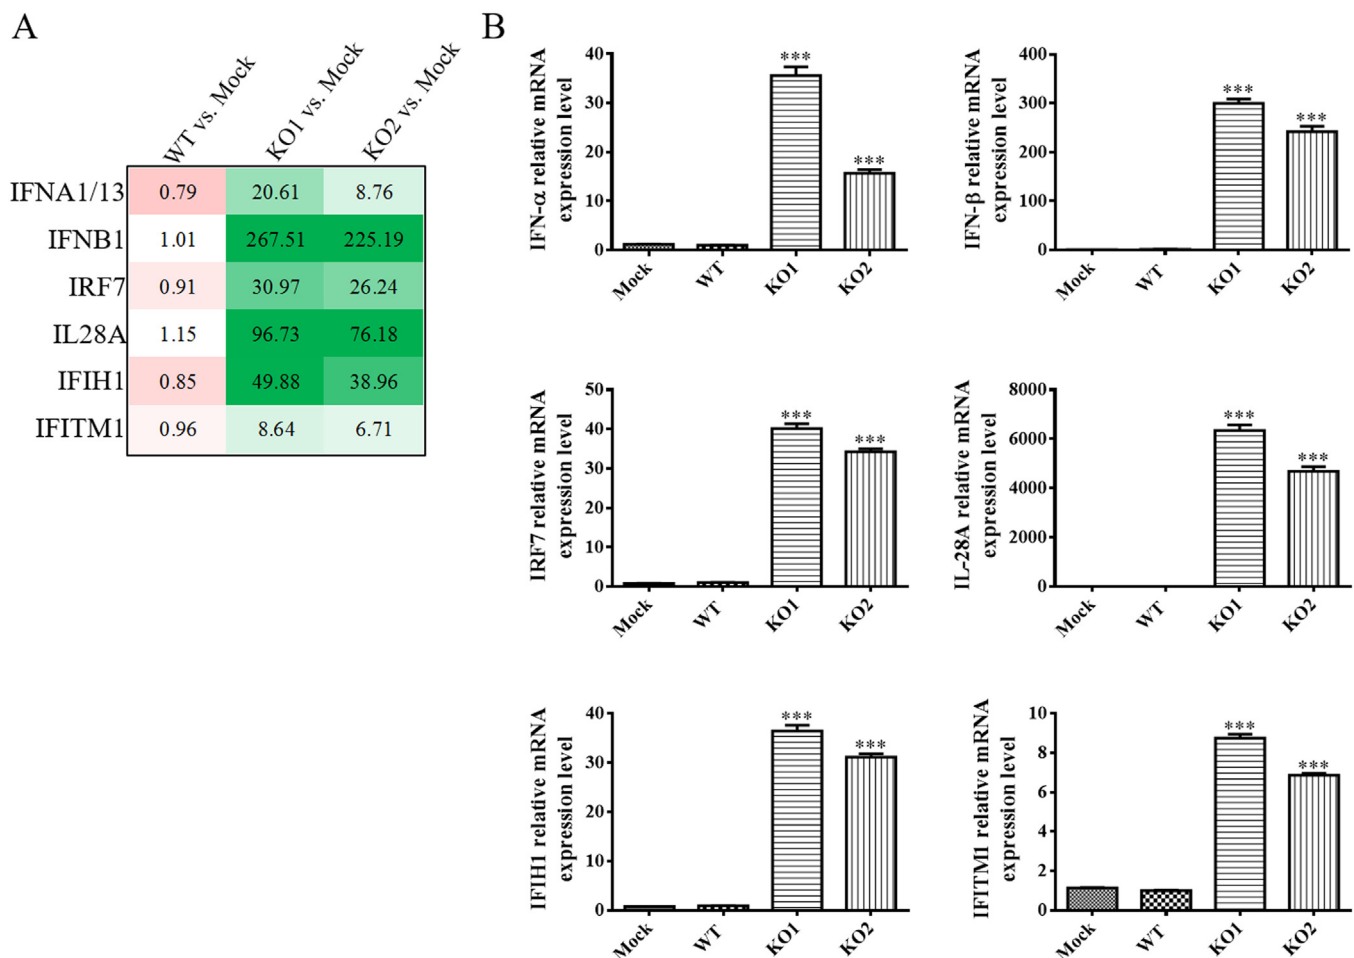 A
WT vs. Mock
KO1 vs. Mock
KO2 vs. Mock
IFNA1/13 0.79 20.61 8.76
IFNB1 1.01 267.51 225.19
IRF7 0.91 30.97 26.24
IL28A 1.15 96.73 76.18
IFIH1 0.85 49.88 38.96
IFITM1 0.96 8.64 6.71
B
IFN-α relative mRNA
expression level
40
30
20
10
0
***
***
Mock WT KO1 KO2
IFN-β relative mRNA
expression level
400
300
200
100
0
***
***
Mock WT KO1 KO2
IRF7 relative mRNA
expression level
50
40
30
20
10
0
***
***
Mock WT KO1 KO2
IL-28A relative mRNA
expression level
8000
6000
4000
2000
0
***
***
Mock WT KO1 KO2
IFIH1 relative mRNA
expression level
40
30
20
10
0
***
***
Mock WT KO1 KO2
IFITM1 relative mRNA
expression level
10
8
6
4
2
0
***
***
Mock WT KO1 KO2